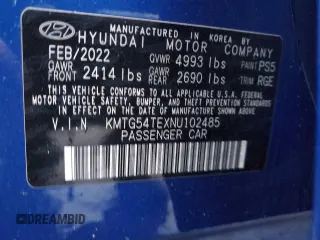 MANUFACTURED IN KOREA BY
HYUNDAI MOTOR COMPANY
FEB/2022 GVWR 4993 lbs PAINT PS5
GAWR FRONT 2414 lbs GAWR REAR 2690 lbs TRIM RGE
THIS VEHICLE CONFORMS TO ALL APPLICABLE U.S. FEDERAL MOTOR VEHICLE SAFETY, BUMPER, AND THEFT PREVENTION STANDARDS IN EFFECT ON THE DATE OF MANUFACTURE SHOWN ABOVE.
V.I.N KMTG54TEXNU102485
PASSENGER CAR
© DREAMBID